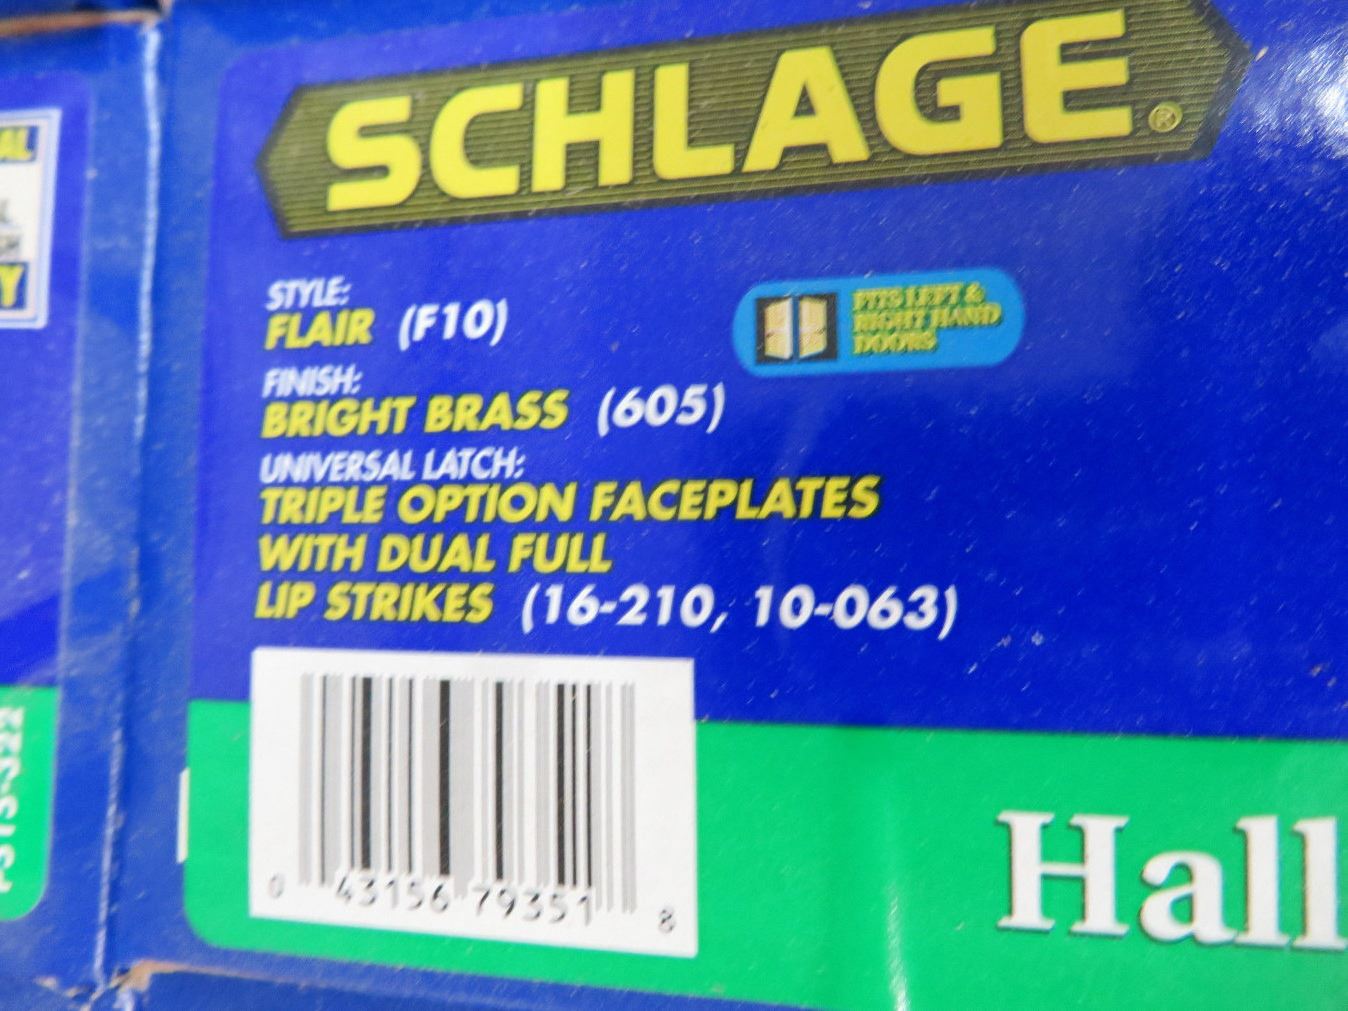 SCHLAGE®
STYLE:
FLAIR (F10)
FITS LEFT &
RIGHT HAND
DOORS
FINISH:
BRIGHT BRASS (605)
UNIVERSAL LATCH:
TRIPLE OPTION FACEPLATES
WITH DUAL FULL
LIP STRIKES (16-210, 10-063)
0 43156 79351 8
Hall